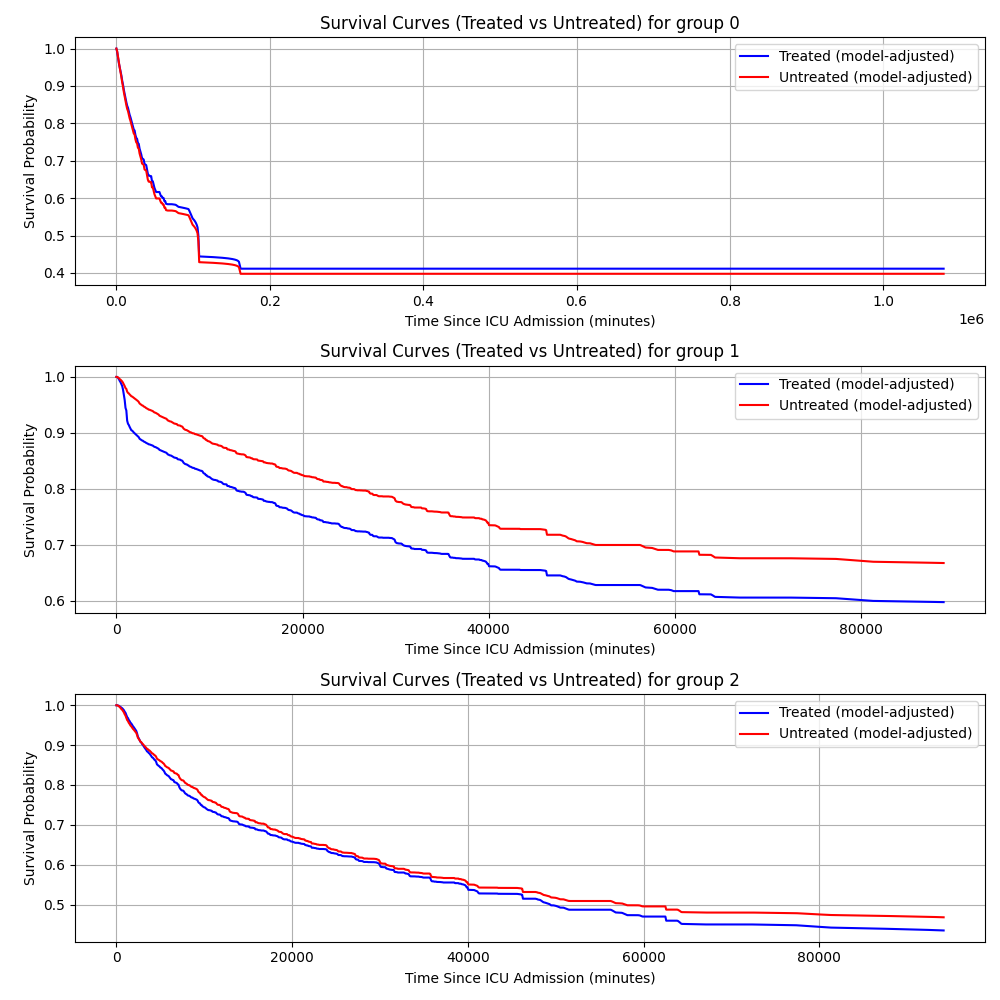 Survival Curves (Treated vs Untreated) for group 0
1.0
0.9
0.8
0.7
0.6
0.5
0.4
Survival Probability
Treated (model-adjusted)
Untreated (model-adjusted)
0.0 0.2 0.4 0.6 0.8 1.0
1e6
Time Since ICU Admission (minutes)
Survival Curves (Treated vs Untreated) for group 1
1.0
0.9
0.8
0.7
0.6
Survival Probability
Treated (model-adjusted)
Untreated (model-adjusted)
0 20000 40000 60000 80000
Time Since ICU Admission (minutes)
Survival Curves (Treated vs Untreated) for group 2
1.0
0.9
0.8
0.7
0.6
0.5
Survival Probability
Treated (model-adjusted)
Untreated (model-adjusted)
0 20000 40000 60000 80000
Time Since ICU Admission (minutes)